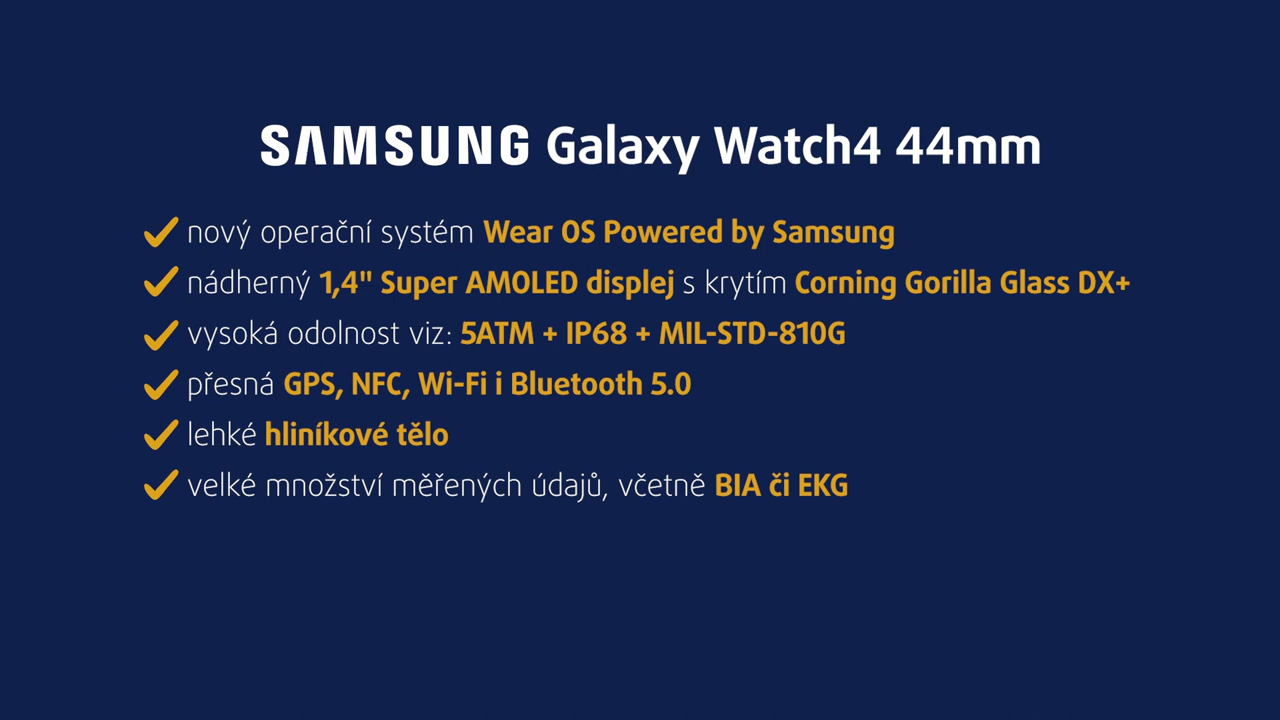 SAMSUNG Galaxy Watch4 44mm
nový operační systém Wear OS Powered by Samsung
nádherný 1,4" Super AMOLED displej s krytím Corning Gorilla Glass DX+
vysoká odolnost viz: 5ATM + IP68 + MIL-STD-810G
přesná GPS, NFC, Wi-Fi i Bluetooth 5.0
lehké hliníkové tělo
velké množství měřených údajů, včetně BIA či EKG